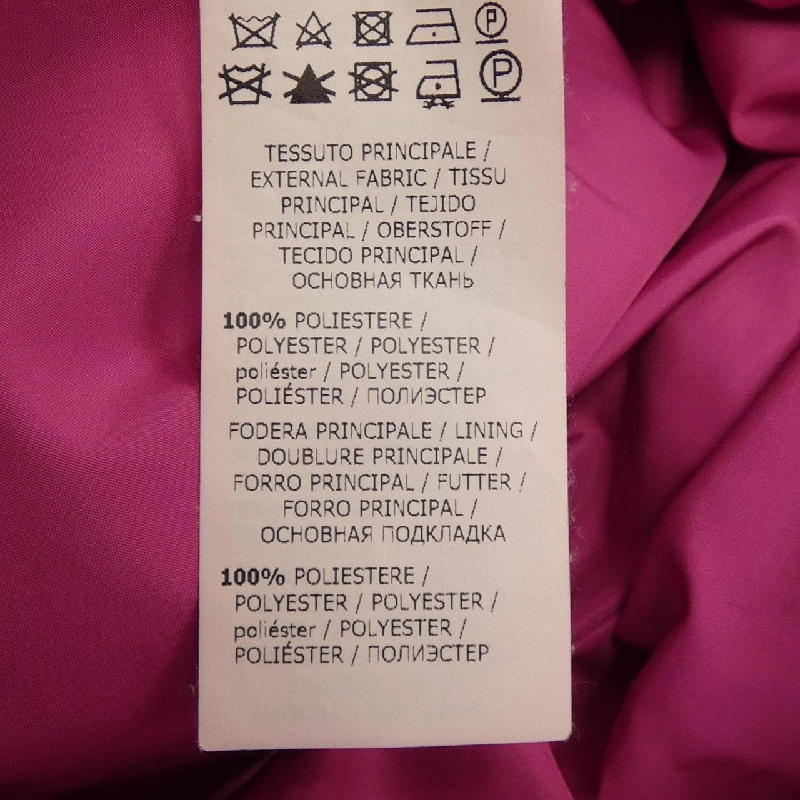 P
P
TESSUTO PRINCIPALE /
EXTERNAL FABRIC / TISSU
PRINCIPAL / TEJIDO
PRINCIPAL / OBERSTOFF /
TECIDO PRINCIPAL /
ОСНОВНАЯ ТКАНЬ
100% POLIESTERE /
POLYESTER / POLYESTER /
poliéster / POLYESTER /
POLIÉSTER / ПОЛИЭСТЕР
FODERA PRINCIPALE / LINING /
DOUBLURE PRINCIPALE /
FORRO PRINCIPAL / FUTTER /
FORRO PRINCIPAL /
ОСНОВНАЯ ПОДКЛАДКА
100% POLIESTERE /
POLYESTER / POLYESTER /
poliéster / POLYESTER /
POLIÉSTER / ПОЛИЭСТЕР